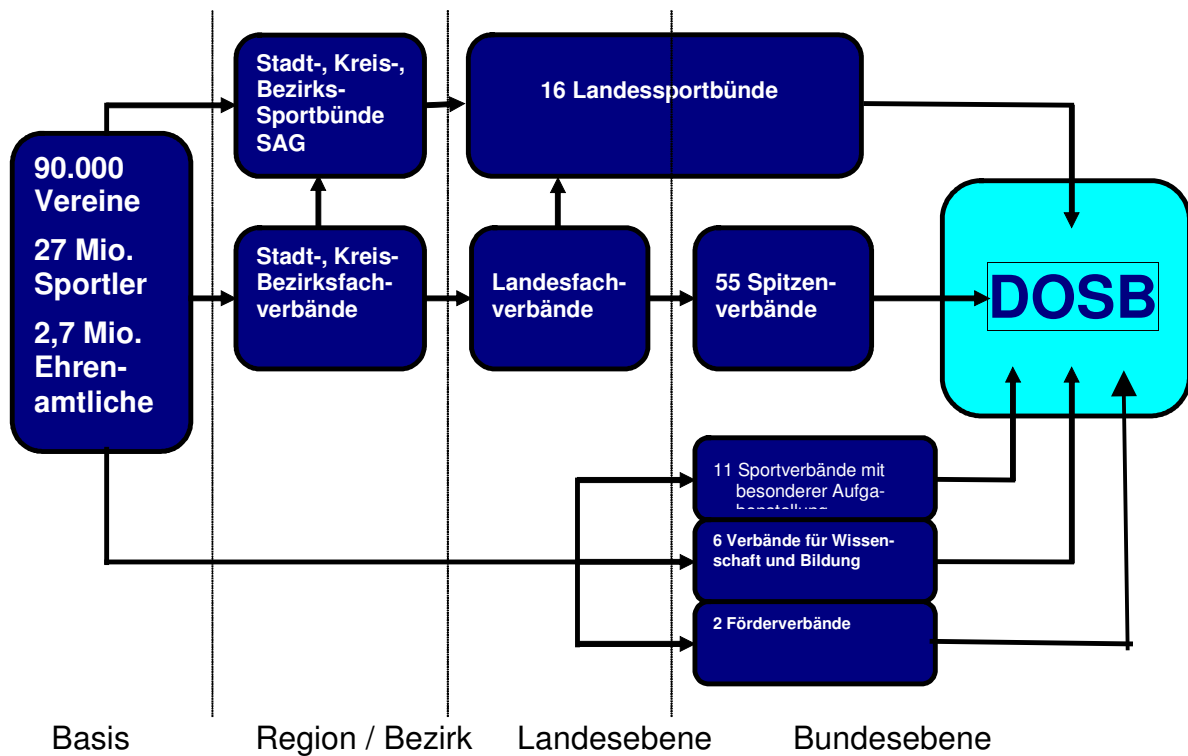 Stadt-, Kreis-,
Bezirks-
Sportbünde
SAG
16 Landessportbünde
90.000
Vereine
27 Mio.
Sportler
2,7 Mio.
Ehren-
amtliche
Stadt-, Kreis-
Bezirksfach-
verbände
Landesfach-
verbände
55 Spitzen-
verbände
DOSB
11 Sportverbände mit
besonderer Aufga-
benstellung
6 Verbände für Wissen-
schaft und Bildung
2 Förderverbände
Basis
Region / Bezirk
Landesebene
Bundesebene